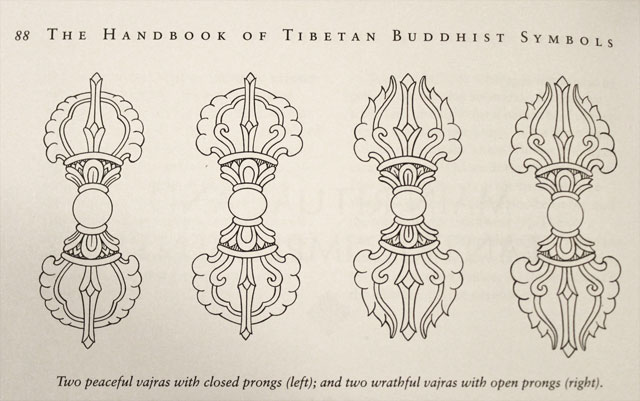 88 THE HANDBOOK OF TIBETAN BUDDHIST SYMBOLS
Two peaceful vajras with closed prongs (left); and two wrathful vajras with open prongs (right).